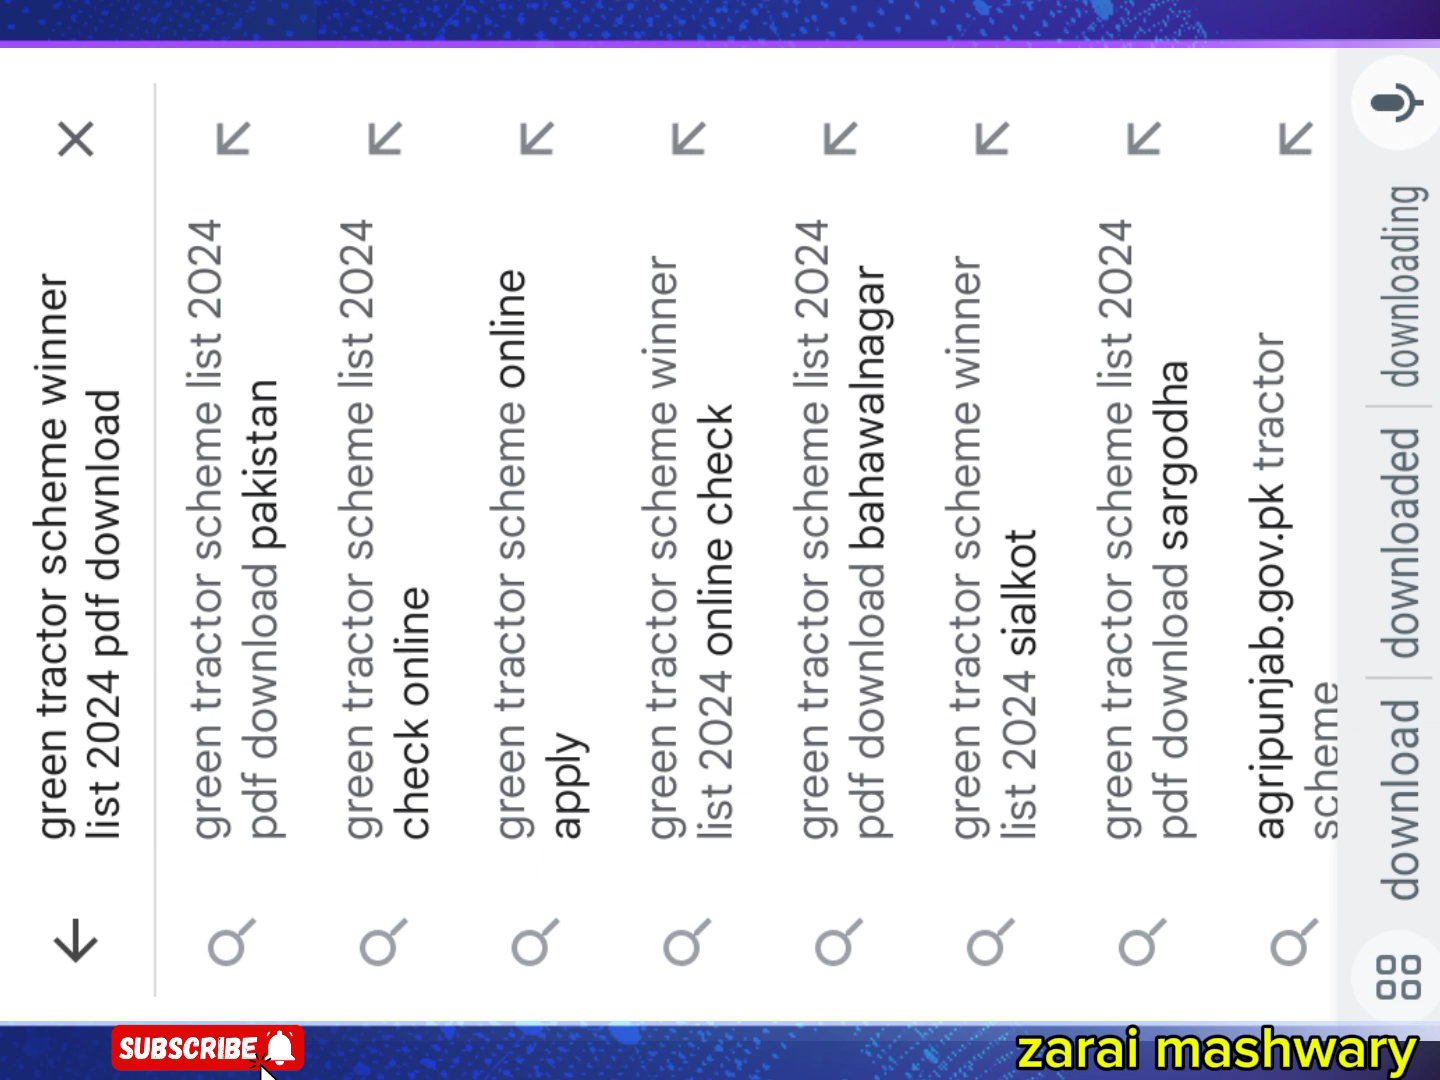 green tractor scheme winner
list 2024 pdf download
green tractor scheme list 2024
pdf download pakistan
green tractor scheme list 2024
check online
green tractor scheme online
apply
green tractor scheme winner
list 2024 online check
green tractor scheme list 2024
pdf download bahawalnagar
green tractor scheme winner
list 2024 sialkot
green tractor scheme list 2024
pdf download sargodha
agripunjab.gov.pk tractor
scheme
download
downloaded
downloading
SUBSCRIBE
zarai mashwary